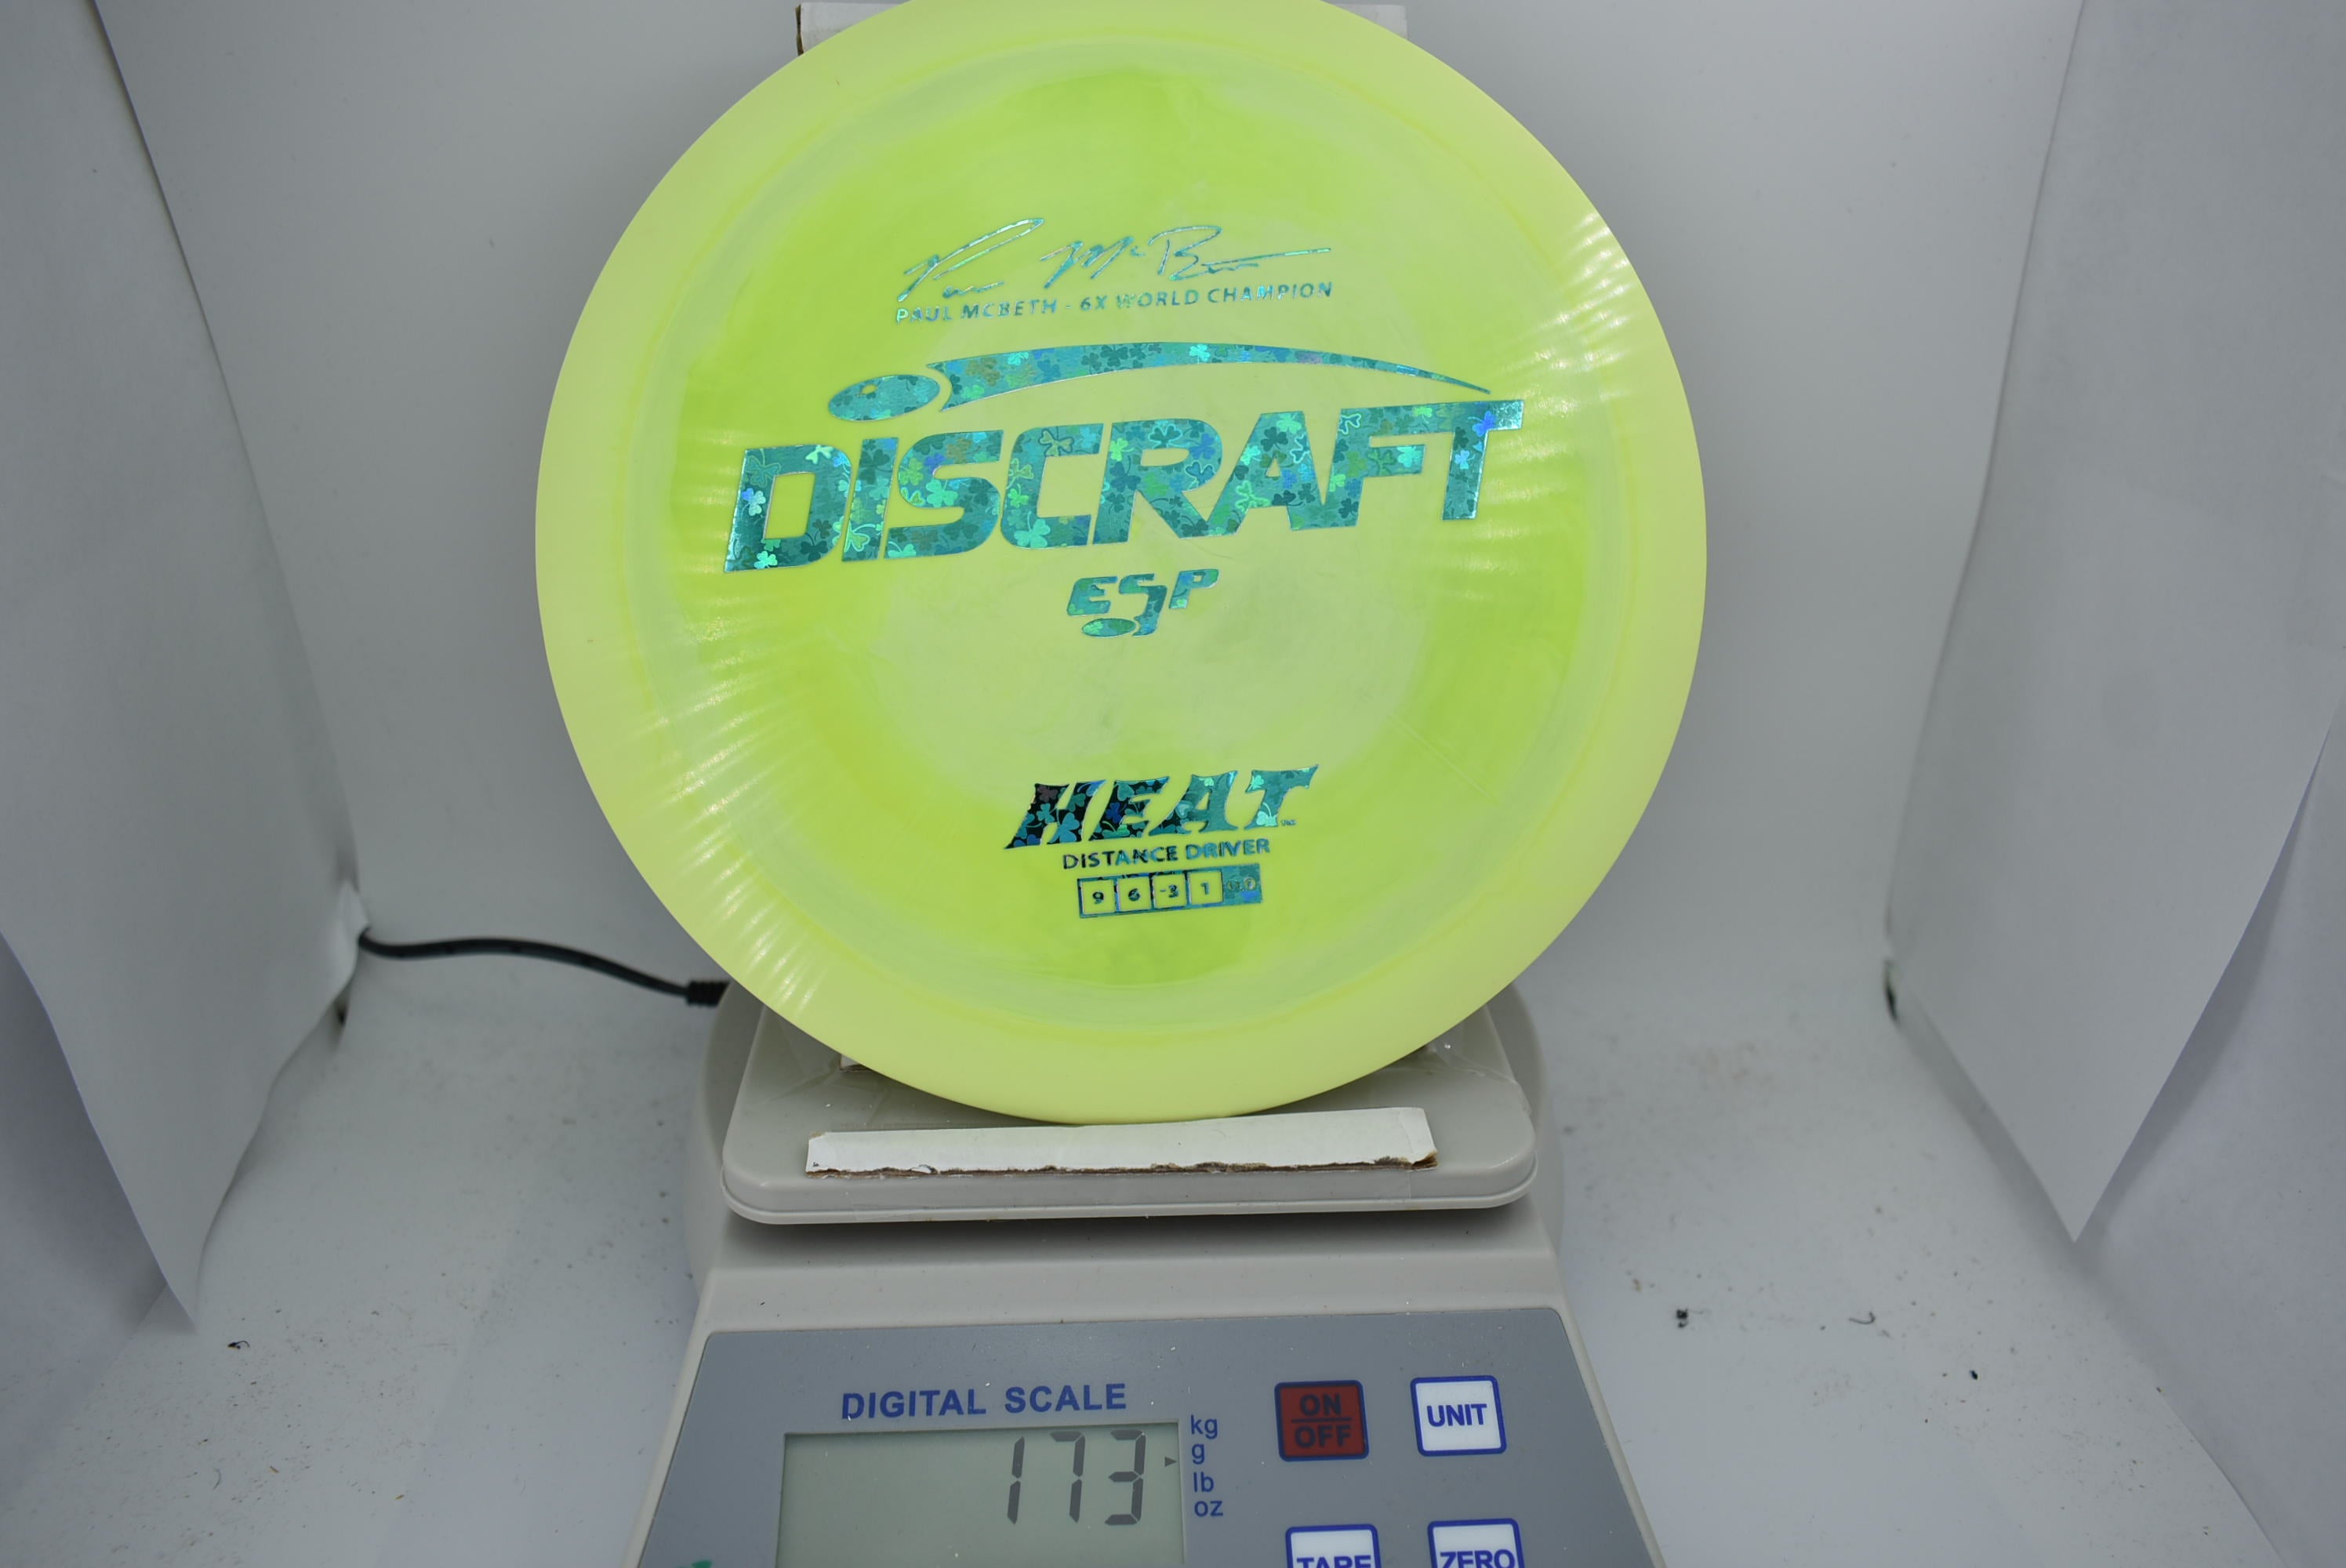 PAUL MCBETH - 6X WORLD CHAMPION
DISCRAFT
ESP
HEAT
DISTANCE DRIVER
9 6 -3 1
DIGITAL SCALE
173
kg
g
lb
oz
ON
OFF
UNIT
TARE
ZERO